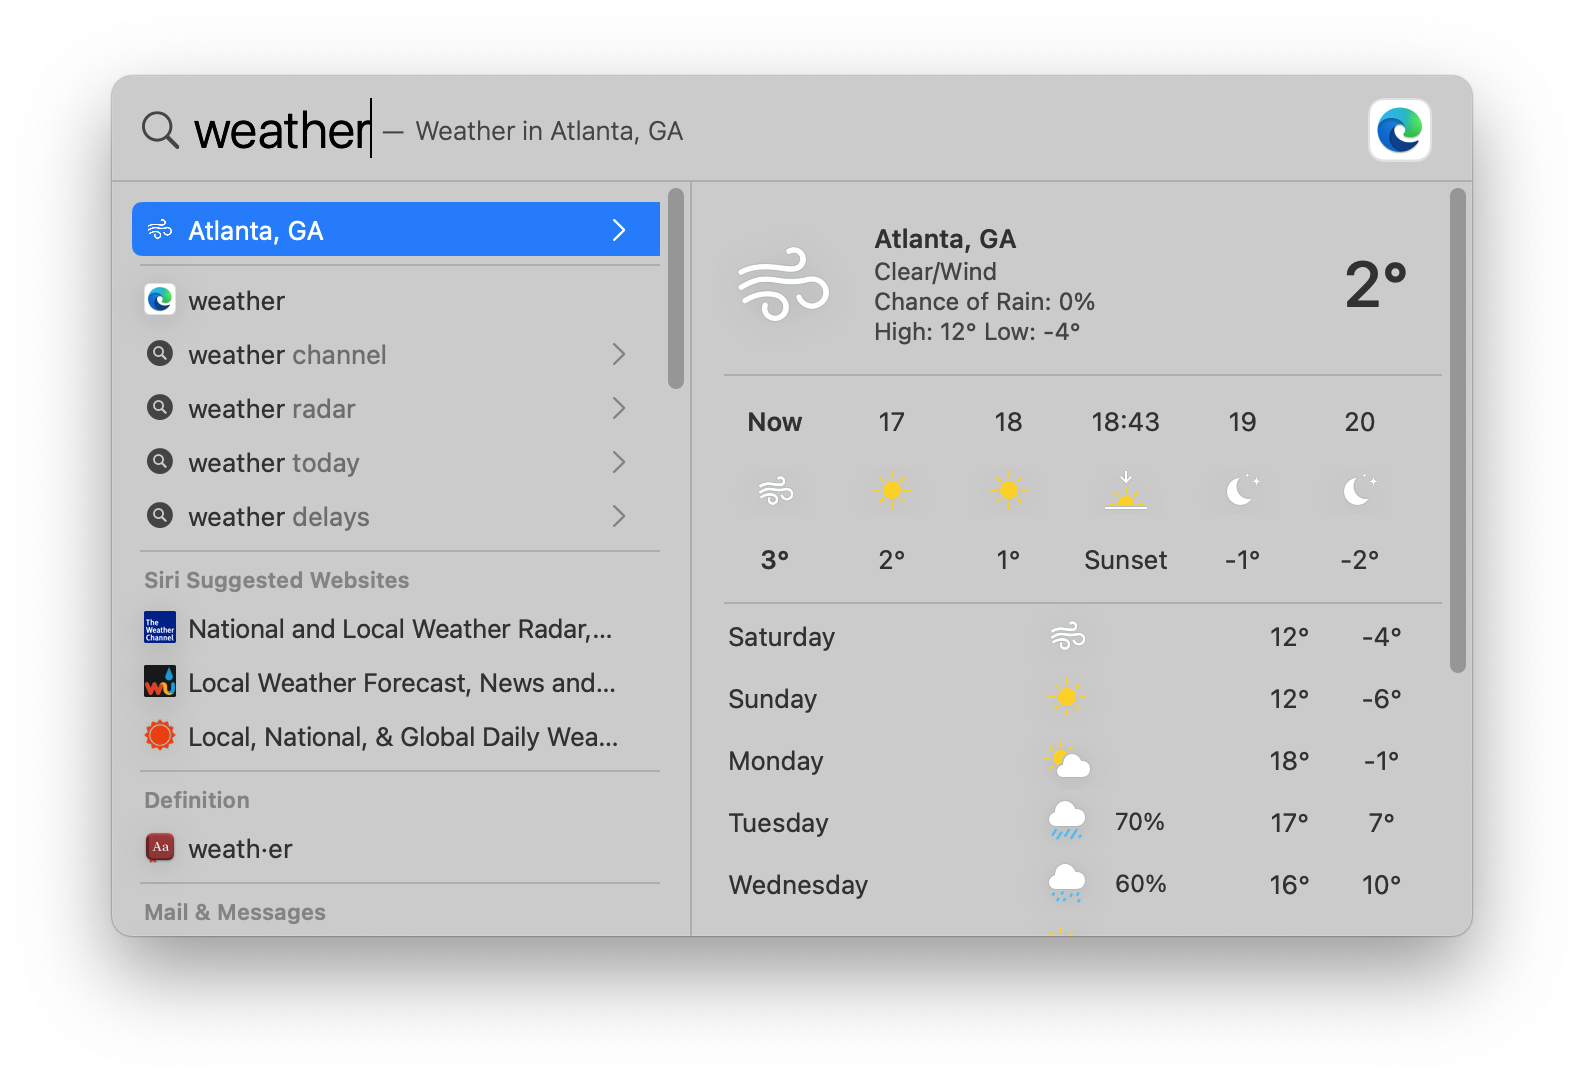 weather — Weather in Atlanta, GA
Atlanta, GA
weather
weather channel
weather radar
weather today
weather delays
Siri Suggested Websites
The
Weather
Channel
National and Local Weather Radar,...
wu
Local Weather Forecast, News and...
Local, National, & Global Daily Wea...
Definition
Aa
weath·er
Mail & Messages
Atlanta, GA
Clear/Wind
Chance of Rain: 0%
High: 12° Low: -4°
2°
Now 17 18 18:43 19 20
3° 2° 1° Sunset -1° -2°
Saturday 12° -4°
Sunday 12° -6°
Monday 18° -1°
Tuesday 70% 17° 7°
Wednesday 60% 16° 10°